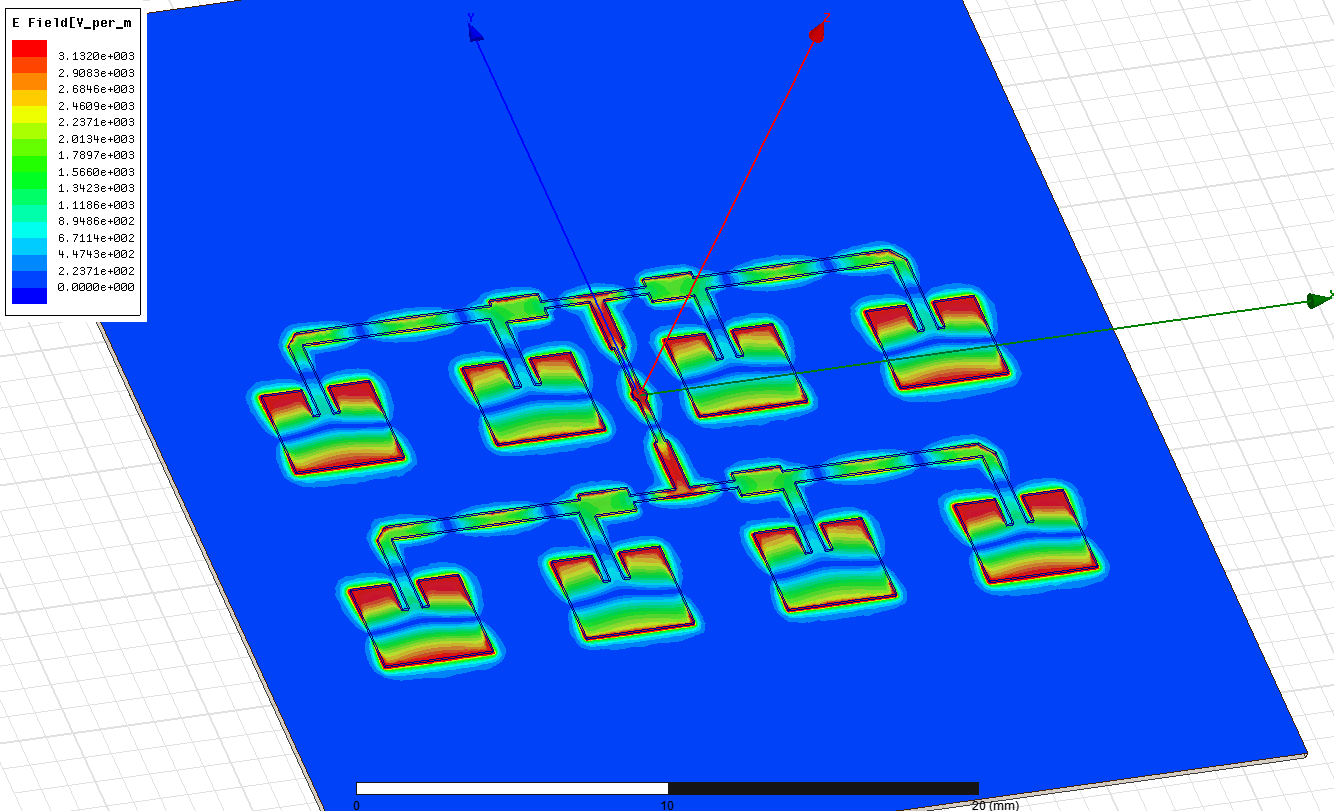 E Field[V_per_m
3.1320e+003
2.9083e+003
2.6846e+003
2.4609e+003
2.2371e+003
2.0134e+003
1.7897e+003
1.5660e+003
1.3423e+003
1.1186e+003
8.9486e+002
6.7114e+002
4.4743e+002
2.2371e+002
0.0000e+000
0
10
20 (mm)